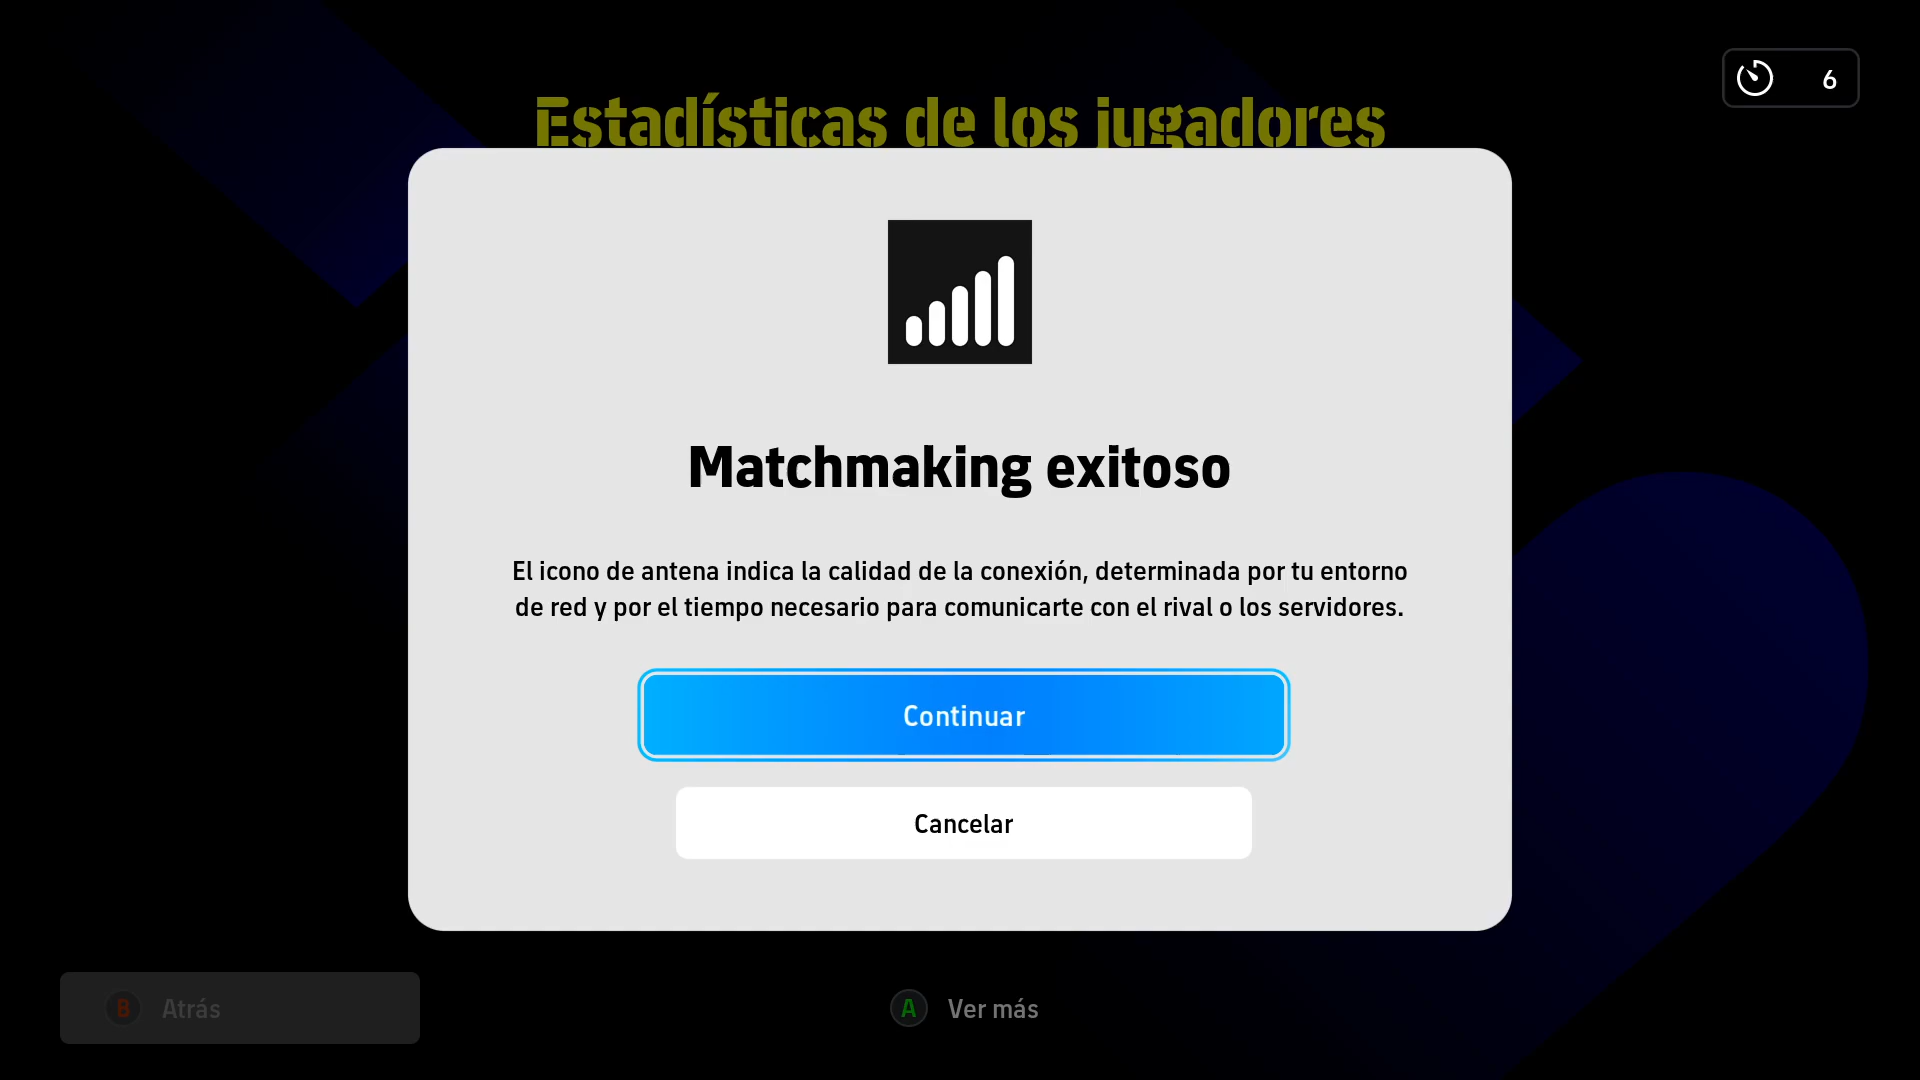 6
Estadísticas de los jugadores
Matchmaking exitoso
El icono de antena indica la calidad de la conexión, determinada por tu entorno
de red y por el tiempo necesario para comunicarte con el rival o los servidores.
Continuar
Cancelar
B Atrás
A Ver más